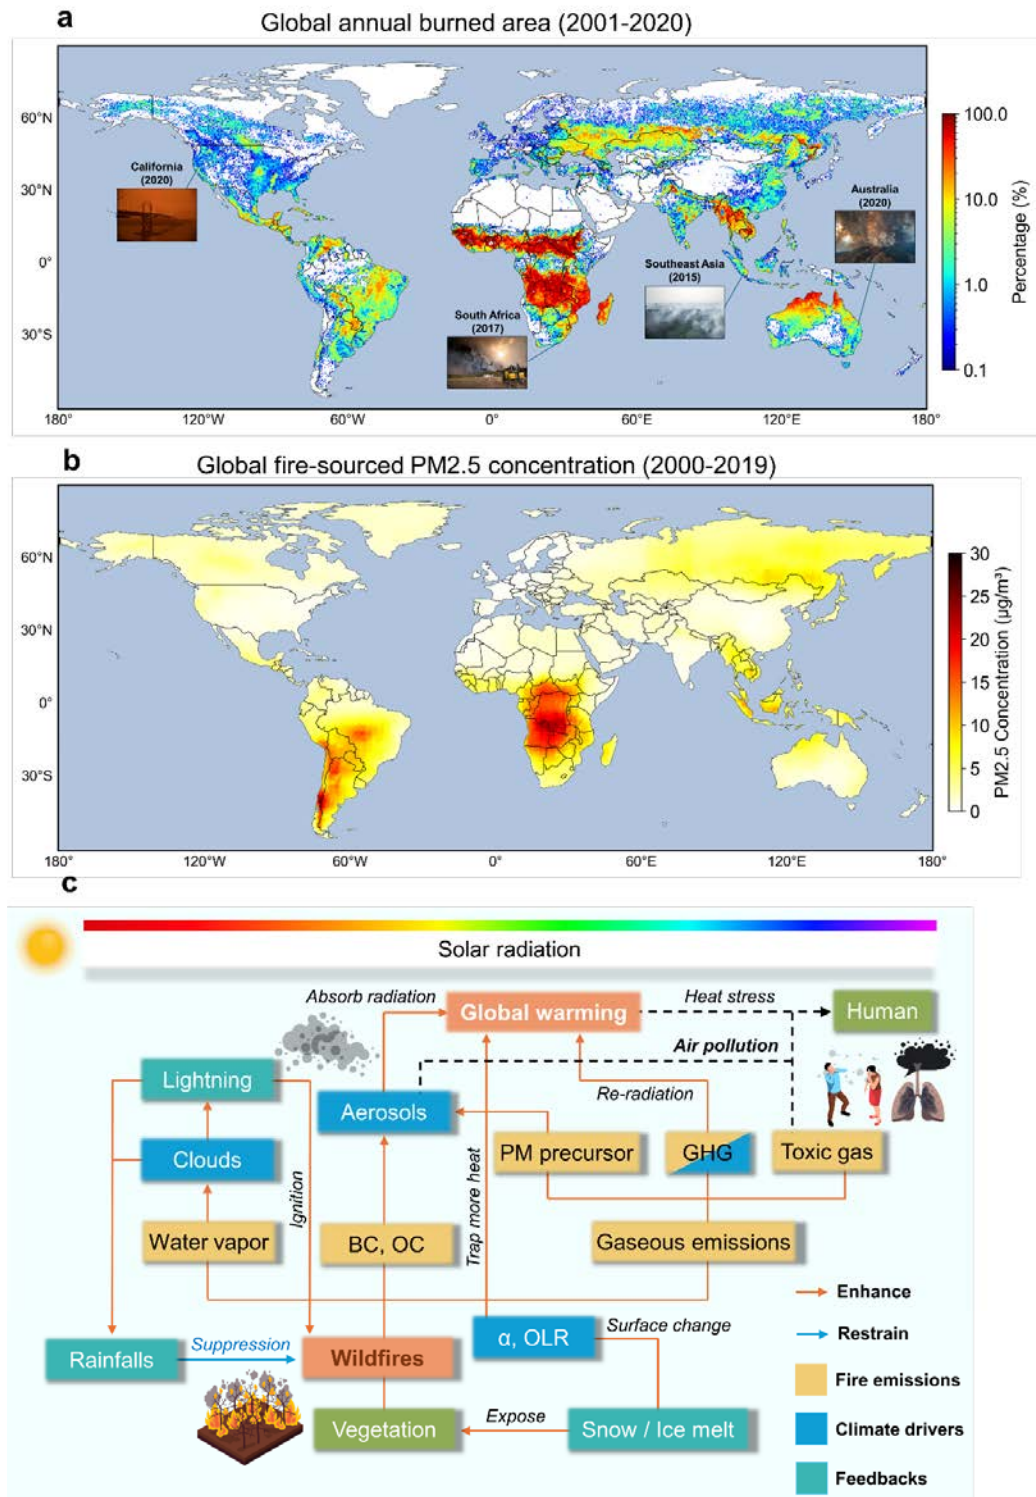 a
Global annual burned area (2001-2020)
60°N
30°N
0°
30°S
180°
120°W
60°W
0°
60°E
120°E
180°
California
(2020)
South Africa
(2017)
Southeast Asia
(2015)
Australia
(2020)
100.0
10.0
1.0
0.1
Percentage (%)
b
Global fire-sourced PM2.5 concentration (2000-2019)
60°N
30°N
0°
30°S
180°
120°W
60°W
0°
60°E
120°E
180°
30
25
20
15
10
5
0
PM2.5 Concentration (μg/m³)
c
Solar radiation
Absorb radiation
Global warming
Heat stress
Human
Air pollution
Lightning
Aerosols
Re-radiation
Clouds
PM precursor
GHG
Toxic gas
Ignition
Trap more heat
Water vapor
BC, OC
Gaseous emissions
Enhance
α, OLR
Surface change
Restrain
Rainfalls
Suppression
Wildfires
Fire emissions
Vegetation
Expose
Snow / Ice melt
Climate drivers
Feedbacks